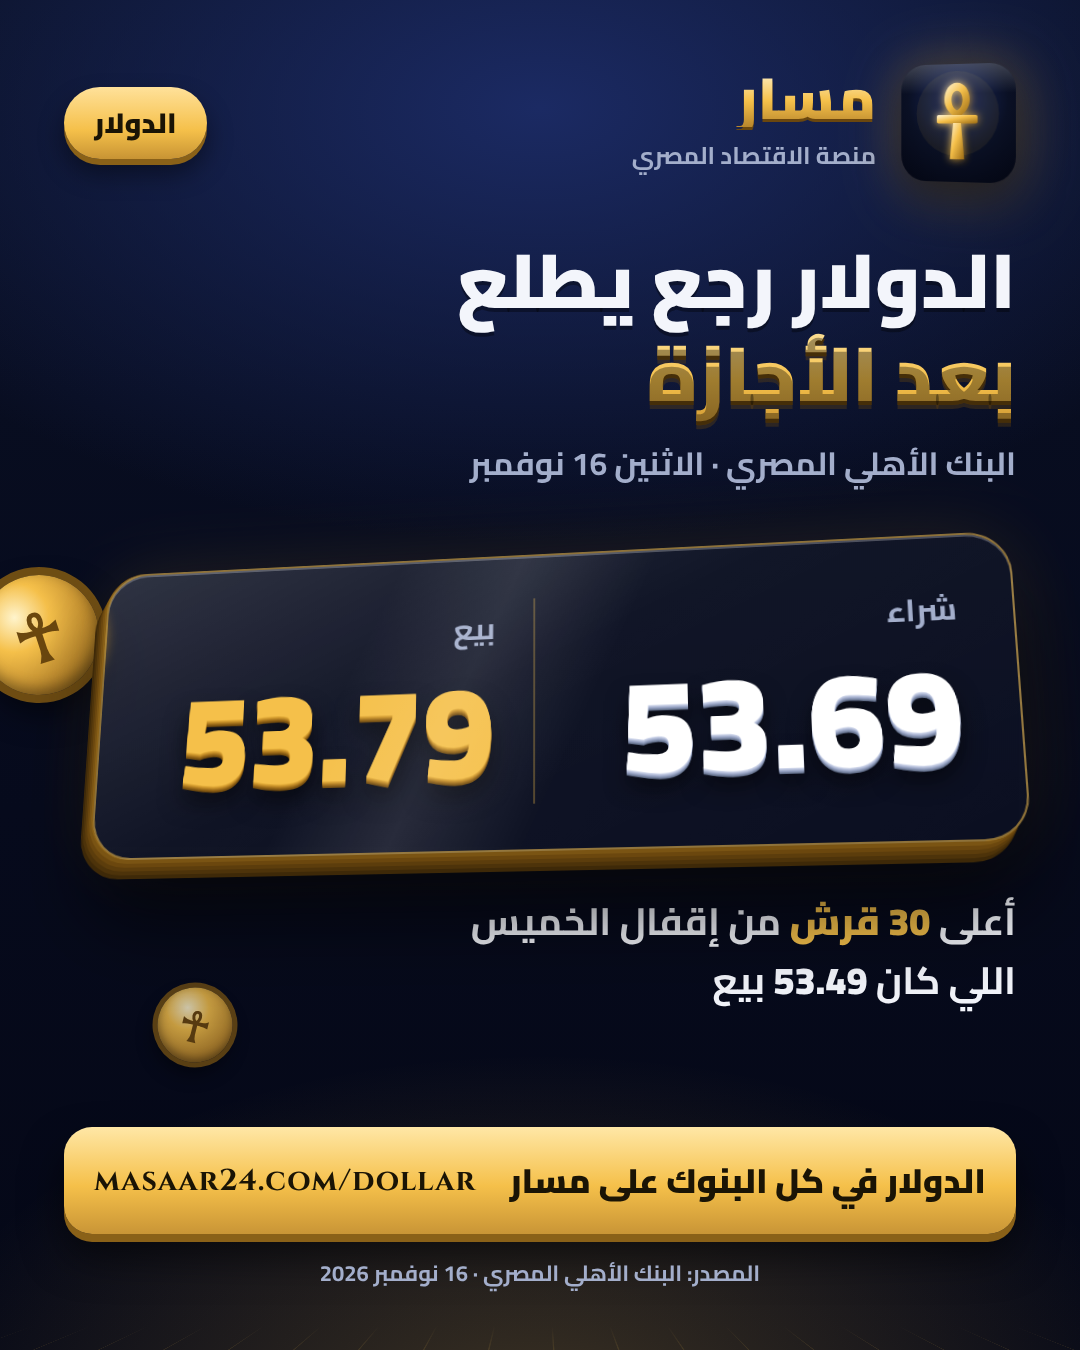 مسار
منصة الاقتصاد المصري
الدولار
الدولار رجع يطلع
بعد الأجازة
البنك الأهلي المصري · الاثنين 16 نوفمبر
شراء
53.69
بيع
53.79
أعلى 30 قرش من إقفال الخميس
اللي كان 53.49 بيع
الدولار في كل البنوك على مسار
MASAAR24.COM/DOLLAR
المصدر: البنك الأهلي المصري · 16 نوفمبر 2026